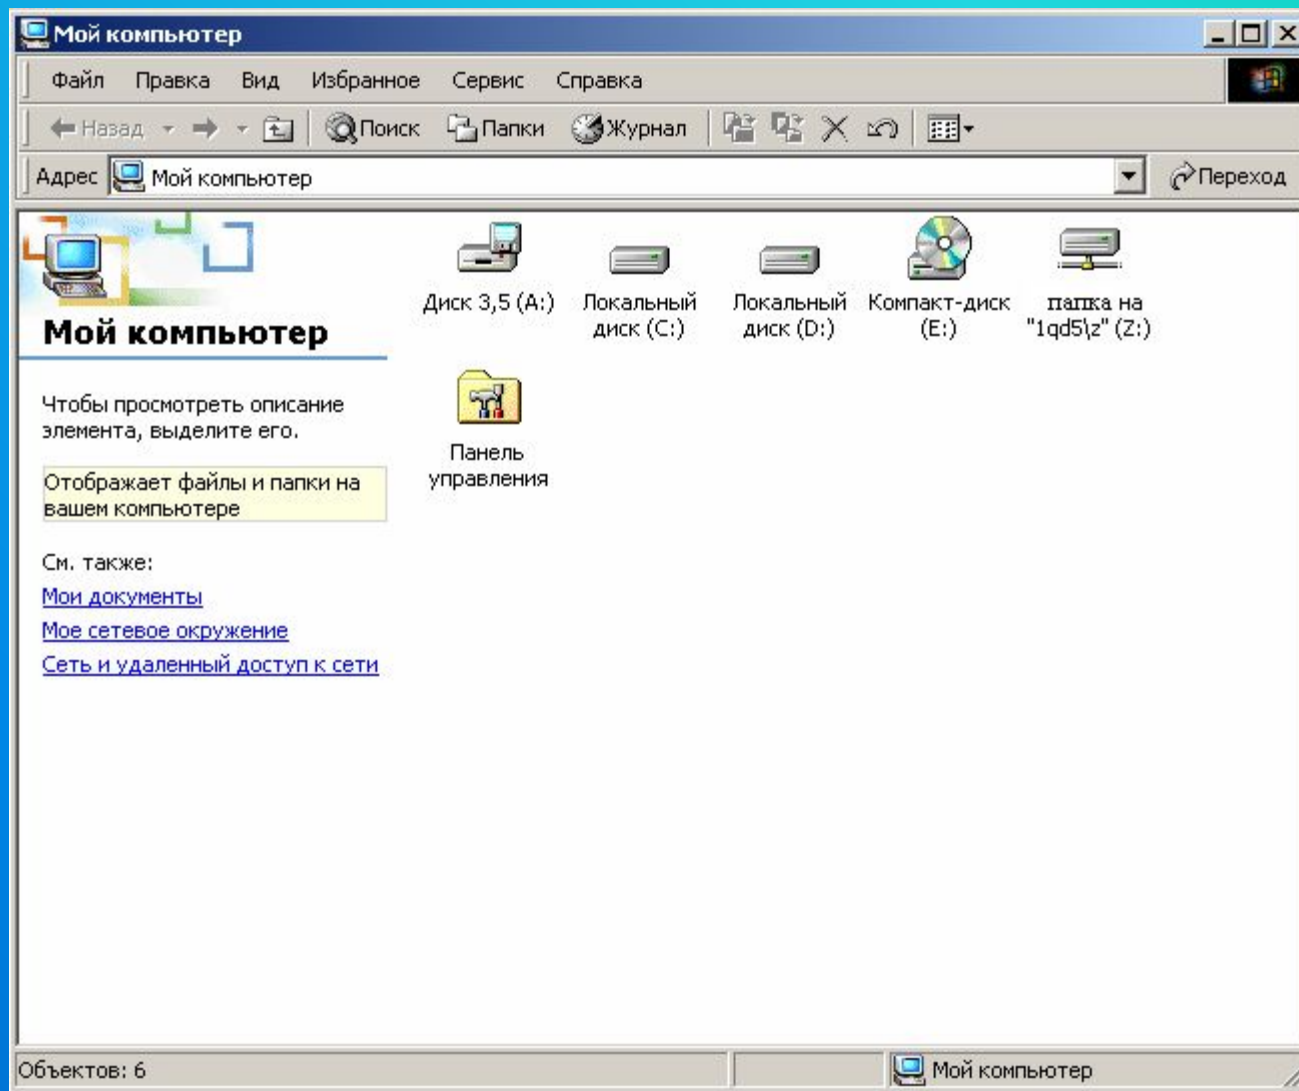 Мой компьютер
Файл Правка Вид Избранное Сервис Справка
Назад Поиск Папки Журнал
Адрес Мой компьютер Переход
Мой компьютер
Чтобы просмотреть описание
элемента, выделите его.
Отображает файлы и папки на
вашем компьютере
См. также:
Мои документы
Мое сетевое окружение
Сеть и удаленный доступ к сети
Диск 3,5 (A:)
Локальный
диск (C:)
Локальный
диск (D:)
Компакт-диск
(E:)
папка на
"1qd5\z" (Z:)
Панель
управления
Объектов: 6
Мой компьютер